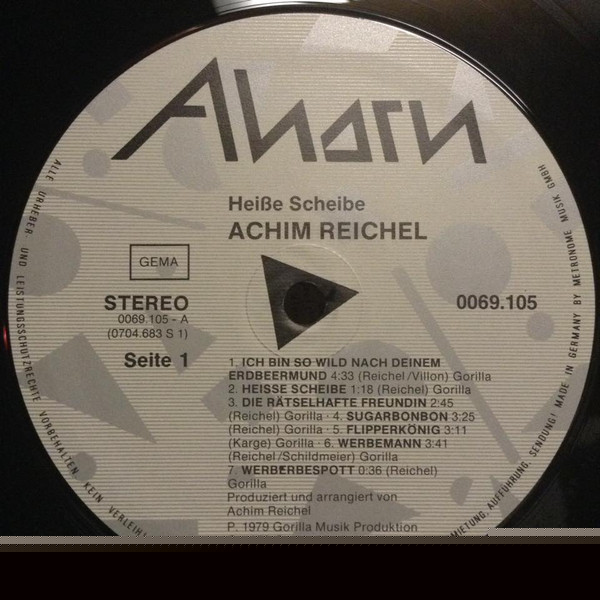 Ahorn
Heiße Scheibe
ACHIM REICHEL
GEMA
STEREO
0069.105
0069.105 - A
(0704.683 S 1)
Seite 1
1. ICH BIN SO WILD NACH DEINEM
ERDBEERMUND 4:33 (Reichel/Villon) Gorilla
2. HEISSE SCHEIBE 1:18 (Reichel) Gorilla
3. DIE RÄTSELHAFTE FREUNDIN 2:45
(Reichel) Gorilla · 4. SUGARBONBON 3:25
(Reichel) Gorilla · 5. FLIPPERKÖNIG 3:11
(Karge) Gorilla · 6. WERBEMANN 3:41
(Reichel/Schildmeier) Gorilla
7. WERBERBESPOTT 0:36 (Reichel)
Gorilla
Produziert und arrangiert von
Achim Reichel
P. 1979 Gorilla Musik Produktion
ALLE URHEBER UND LEISTUNGSSCHUTZRECHTE VORBEHALTEN KEIN VERLEIH!
MIETUNG, AUFFÜHRUNG, SENDUNG! MADE IN GERMANY BY METRONOME MUSIK GMBH